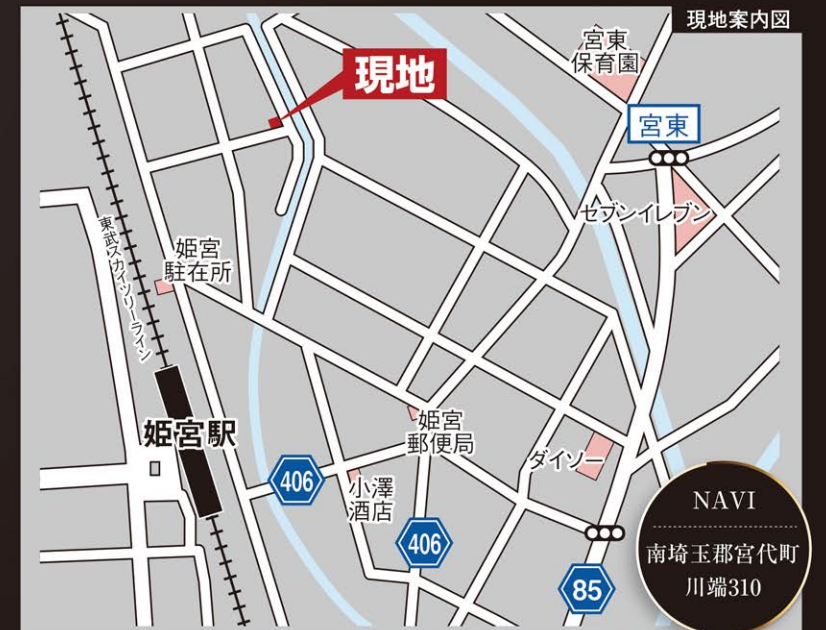 現地案内図
宮東
保育園
現地
宮東
セブンイレブン
姫宮
駐在所
東武スカイツリーライン
姫宮駅
姫宮
郵便局
ダイソー
小澤
酒店
406
406
85
NAVI
南埼玉郡宮代町
川端310